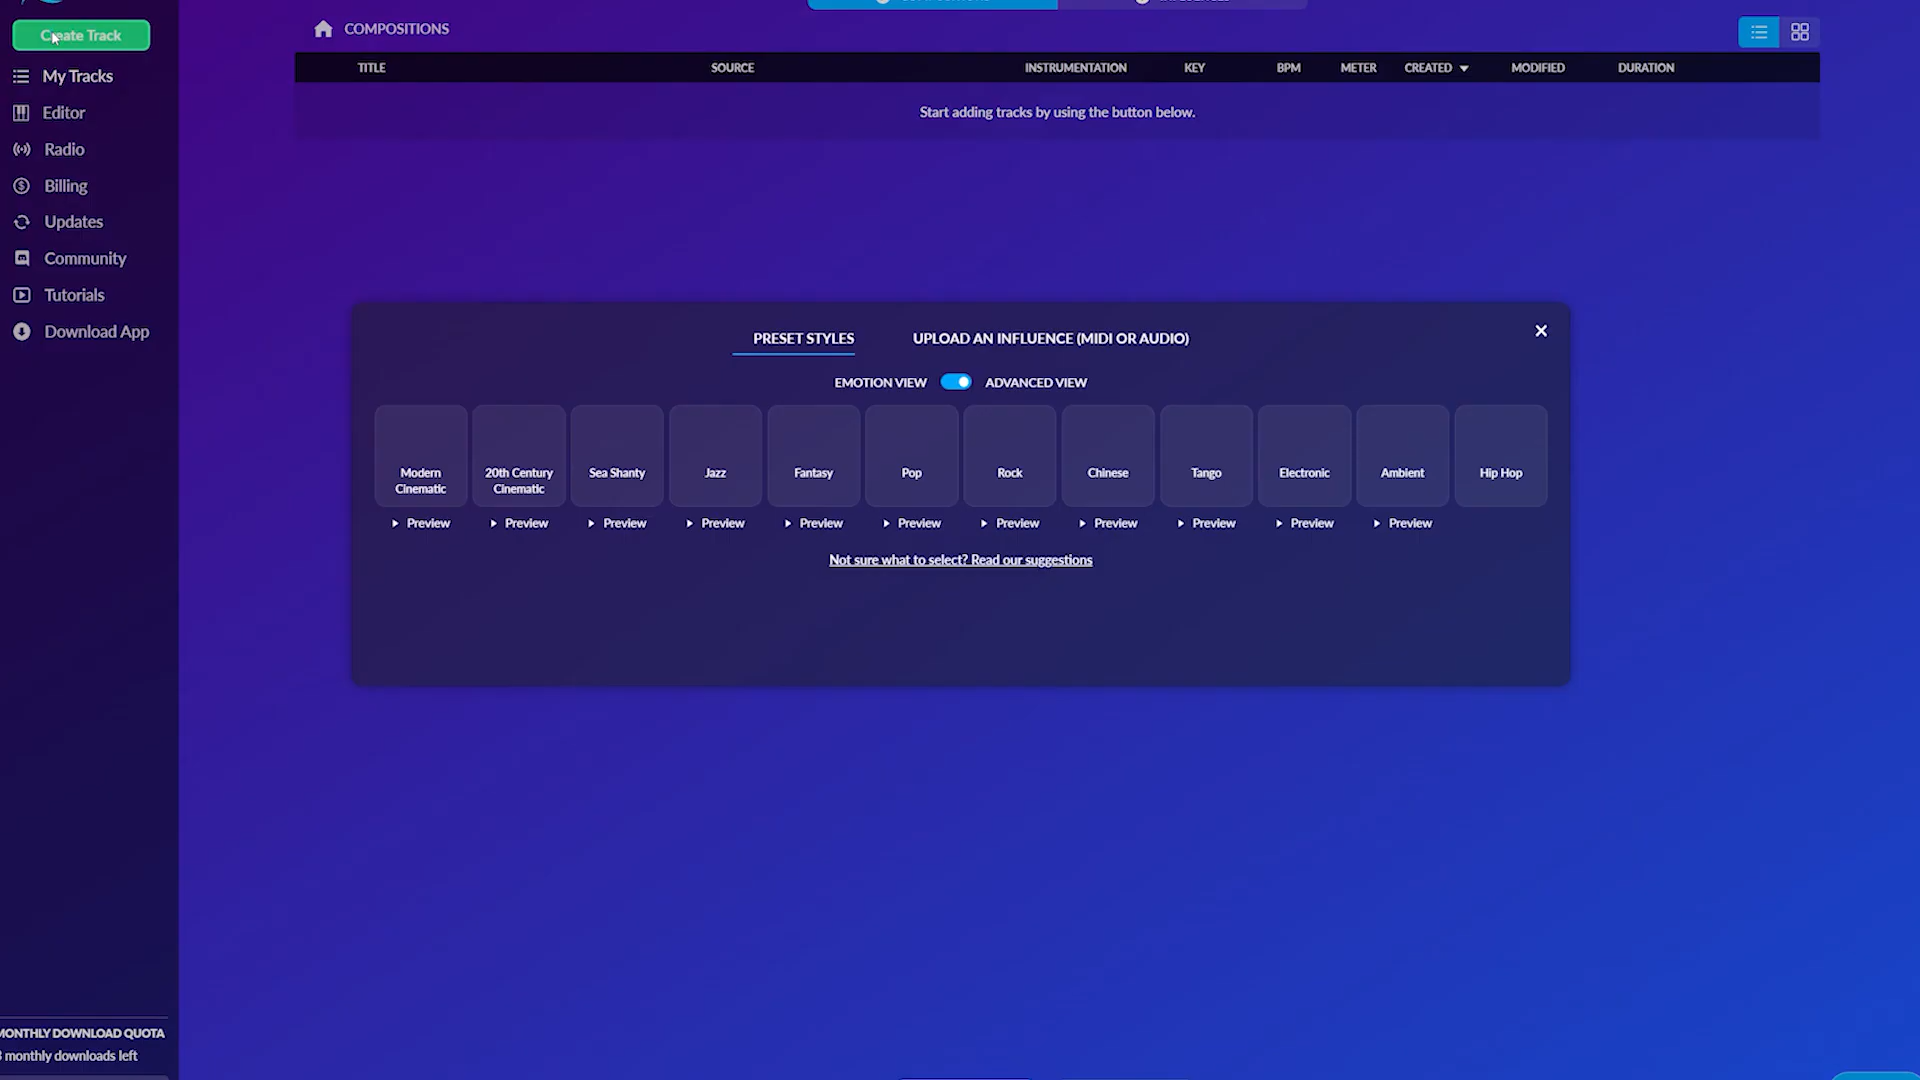 Create Track
My Tracks
Editor
Radio
Billing
Updates
Community
Tutorials
Download App
MONTHLY DOWNLOAD QUOTA
3 monthly downloads left
COMPOSITIONS
TITLE SOURCE INSTRUMENTATION KEY BPM METER CREATED MODIFIED DURATION
Start adding tracks by using the button below.
PRESET STYLES UPLOAD AN INFLUENCE (MIDI OR AUDIO)
EMOTION VIEW ADVANCED VIEW
Modern Cinematic
20th Century Cinematic
Sea Shanty
Jazz
Fantasy
Pop
Rock
Chinese
Tango
Electronic
Ambient
Hip Hop
Preview Preview Preview Preview Preview Preview Preview Preview Preview Preview Preview
Not sure what to select? Read our suggestions